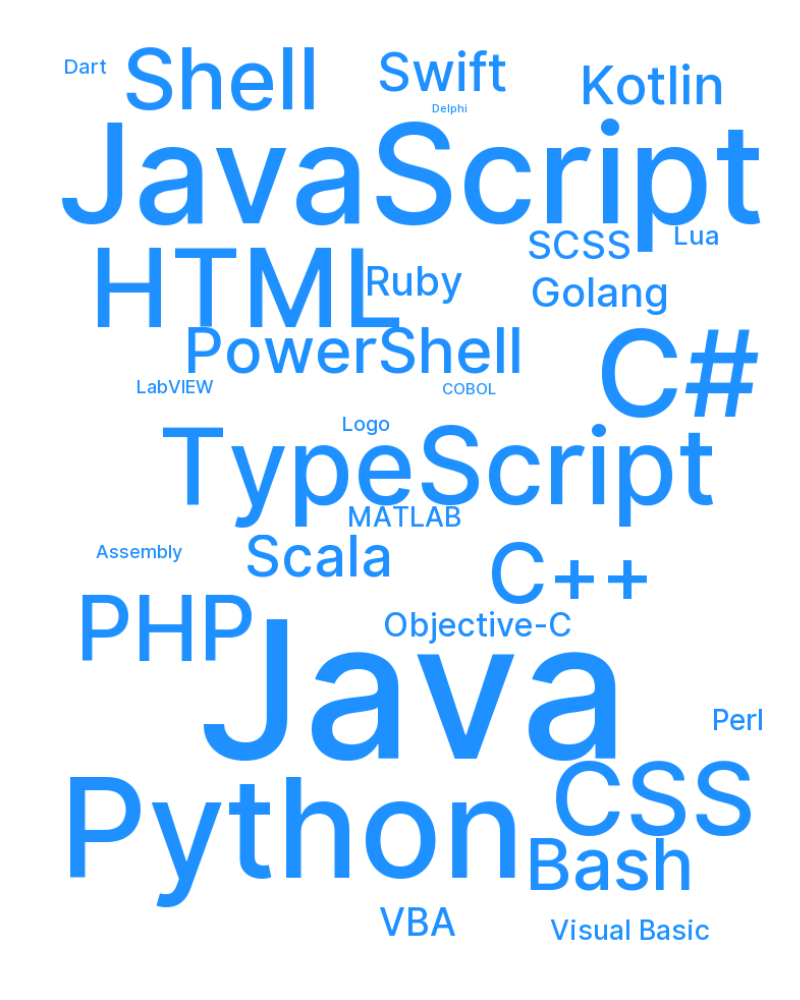 Dart
Shell
Swift
Kotlin
Delphi
JavaScript
SCSS
Lua
HTML
Ruby
Golang
PowerShell
C#
LabVIEW
COBOL
Logo
TypeScript
MATLAB
Assembly
Scala
C++
PHP
Objective-C
Java
Perl
Python
CSS
Bash
VBA
Visual Basic